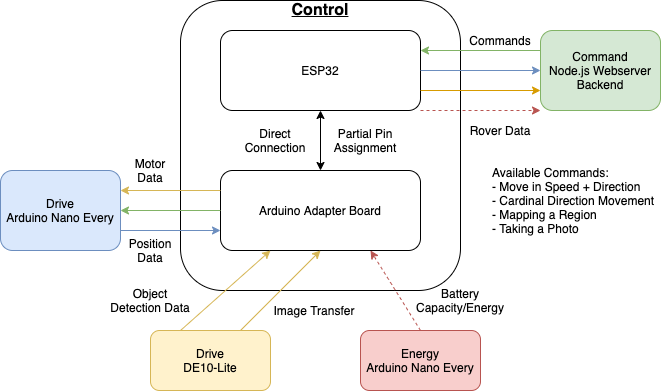 Control
ESP32
Commands
Command
Node.js Webserver
Backend
Rover Data
Direct
Connection
Partial Pin
Assignment
Motor
Data
Drive
Arduino Nano Every
Position
Data
Arduino Adapter Board
Available Commands:
- Move in Speed + Direction
- Cardinal Direction Movement
- Mapping a Region
- Taking a Photo
Object
Detection Data
Image Transfer
Battery
Capacity/Energy
Drive
DE10-Lite
Energy
Arduino Nano Every